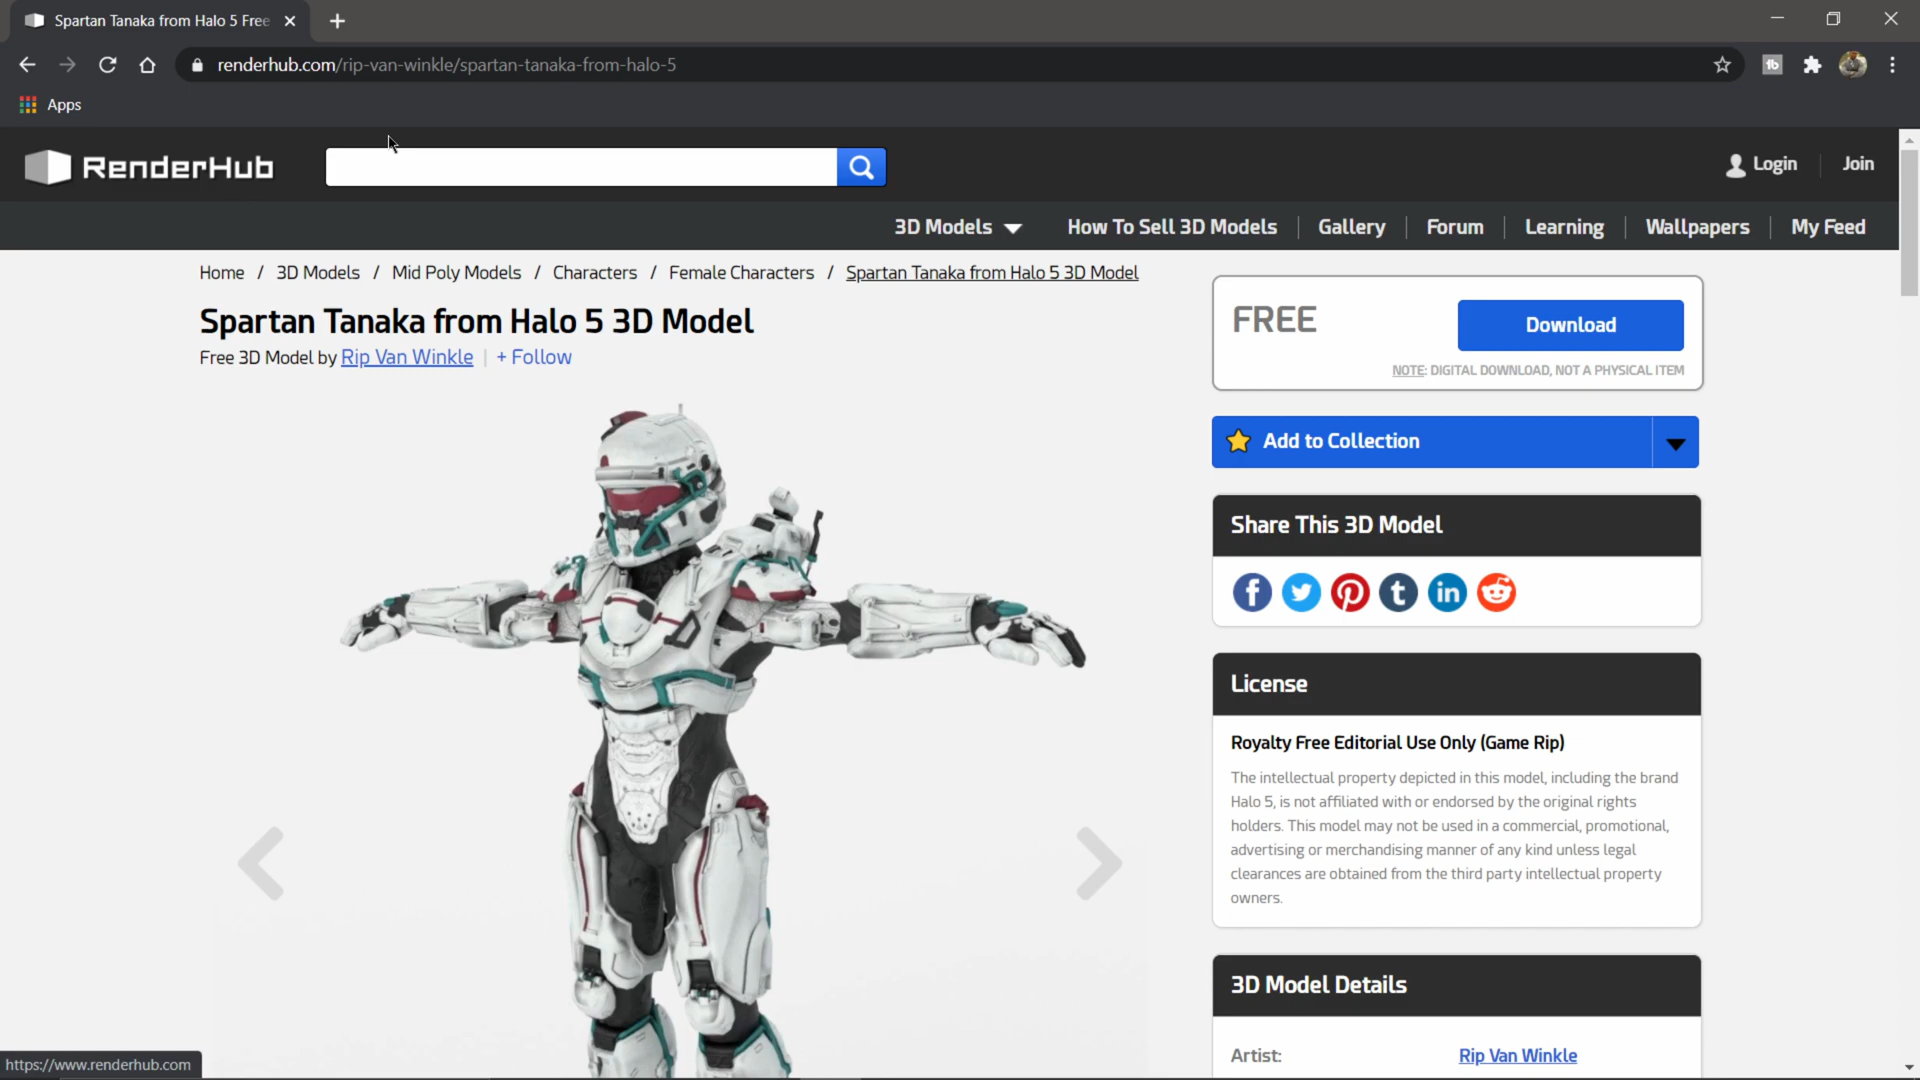 Spartan Tanaka from Halo 5 Free
renderhub.com/rip-van-winkle/spartan-tanaka-from-halo-5
Apps
RenderHub
Login
Join
3D Models
How To Sell 3D Models
Gallery
Forum
Learning
Wallpapers
My Feed
Home / 3D Models / Mid Poly Models / Characters / Female Characters / Spartan Tanaka from Halo 5 3D Model
Spartan Tanaka from Halo 5 3D Model
Free 3D Model by Rip Van Winkle | + Follow
FREE
Download
NOTE: DIGITAL DOWNLOAD, NOT A PHYSICAL ITEM
Add to Collection
Share This 3D Model
License
Royalty Free Editorial Use Only (Game Rip)
The intellectual property depicted in this model, including the brand
Halo 5, is not affiliated with or endorsed by the original rights
holders. This model may not be used in a commercial, promotional,
advertising or merchandising manner of any kind unless legal
clearances are obtained from the third party intellectual property
owners.
3D Model Details
Artist: Rip Van Winkle
https://www.renderhub.com